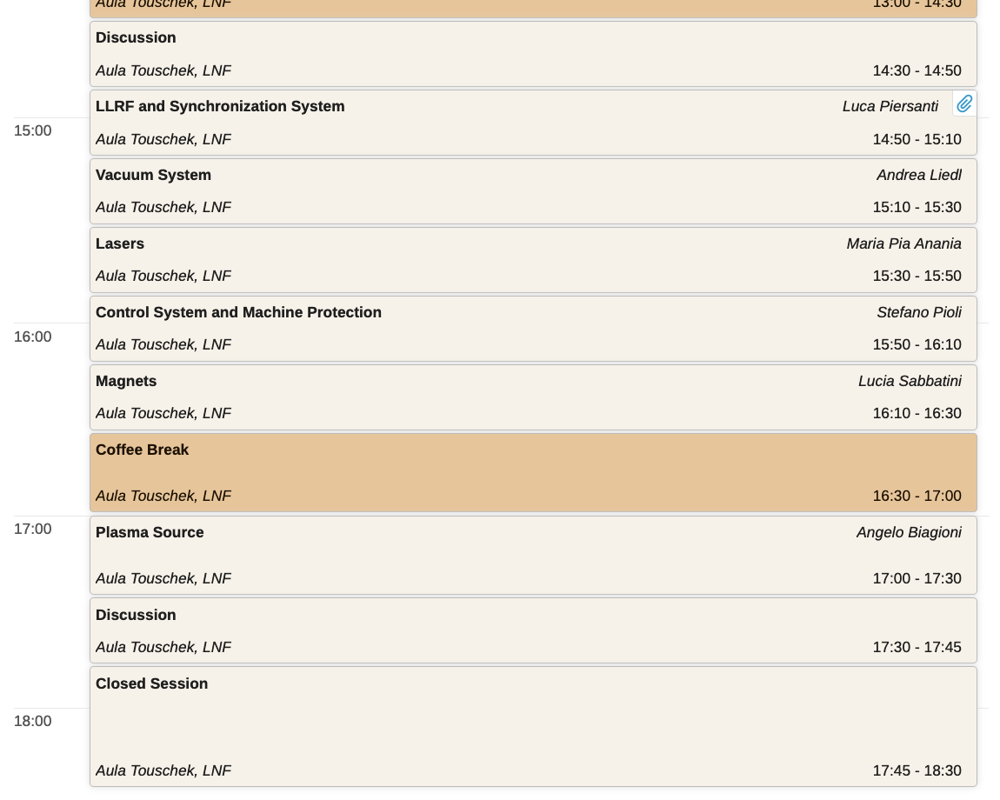 Aula Touschek, LNF 13:00 - 14:30
Discussion
Aula Touschek, LNF 14:30 - 14:50
LLRF and Synchronization System Luca Piersanti
15:00
Aula Touschek, LNF 14:50 - 15:10
Vacuum System Andrea Liedl
Aula Touschek, LNF 15:10 - 15:30
Lasers Maria Pia Anania
Aula Touschek, LNF 15:30 - 15:50
Control System and Machine Protection Stefano Pioli
16:00
Aula Touschek, LNF 15:50 - 16:10
Magnets Lucia Sabbatini
Aula Touschek, LNF 16:10 - 16:30
Coffee Break
Aula Touschek, LNF 16:30 - 17:00
17:00
Plasma Source Angelo Biagioni
Aula Touschek, LNF 17:00 - 17:30
Discussion
Aula Touschek, LNF 17:30 - 17:45
Closed Session
18:00
Aula Touschek, LNF 17:45 - 18:30